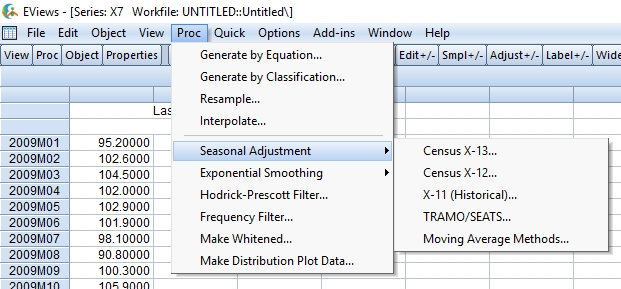 EViews - [Series: X7   Workfile: UNTITLED::Untitled\]
File Edit Object View Proc Quick Options Add-ins Window Help
View Proc Object Properties Edit+/- Smpl+/- Adjust+/- Label+/- Wide
Generate by Equation...
Generate by Classification...
Resample...
Interpolate...
Seasonal Adjustment
Exponential Smoothing
Hodrick-Prescott Filter...
Frequency Filter...
Make Whitened...
Make Distribution Plot Data...
Census X-13...
Census X-12...
X-11 (Historical)...
TRAMO/SEATS...
Moving Average Methods...
Las
2009M01 95.20000
2009M02 102.6000
2009M03 104.5000
2009M04 102.0000
2009M05 102.9000
2009M06 101.9000
2009M07 98.10000
2009M08 90.80000
2009M09 100.3000
2009M10 105.9000